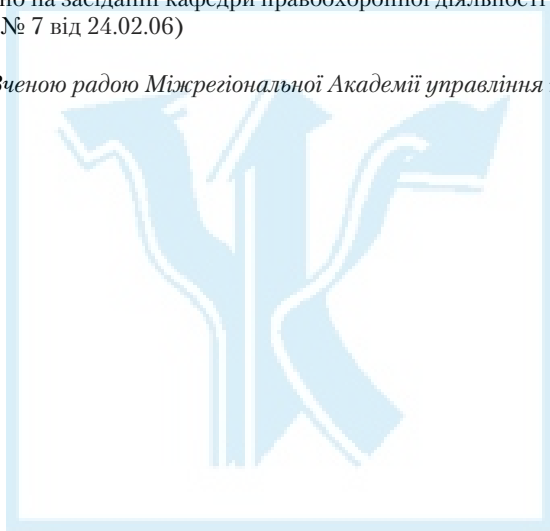 но на засіданні кафедри правоохоронної діяльності
№ 7 від 24.02.06)
Вченою радою Міжрегіональної Академії управління